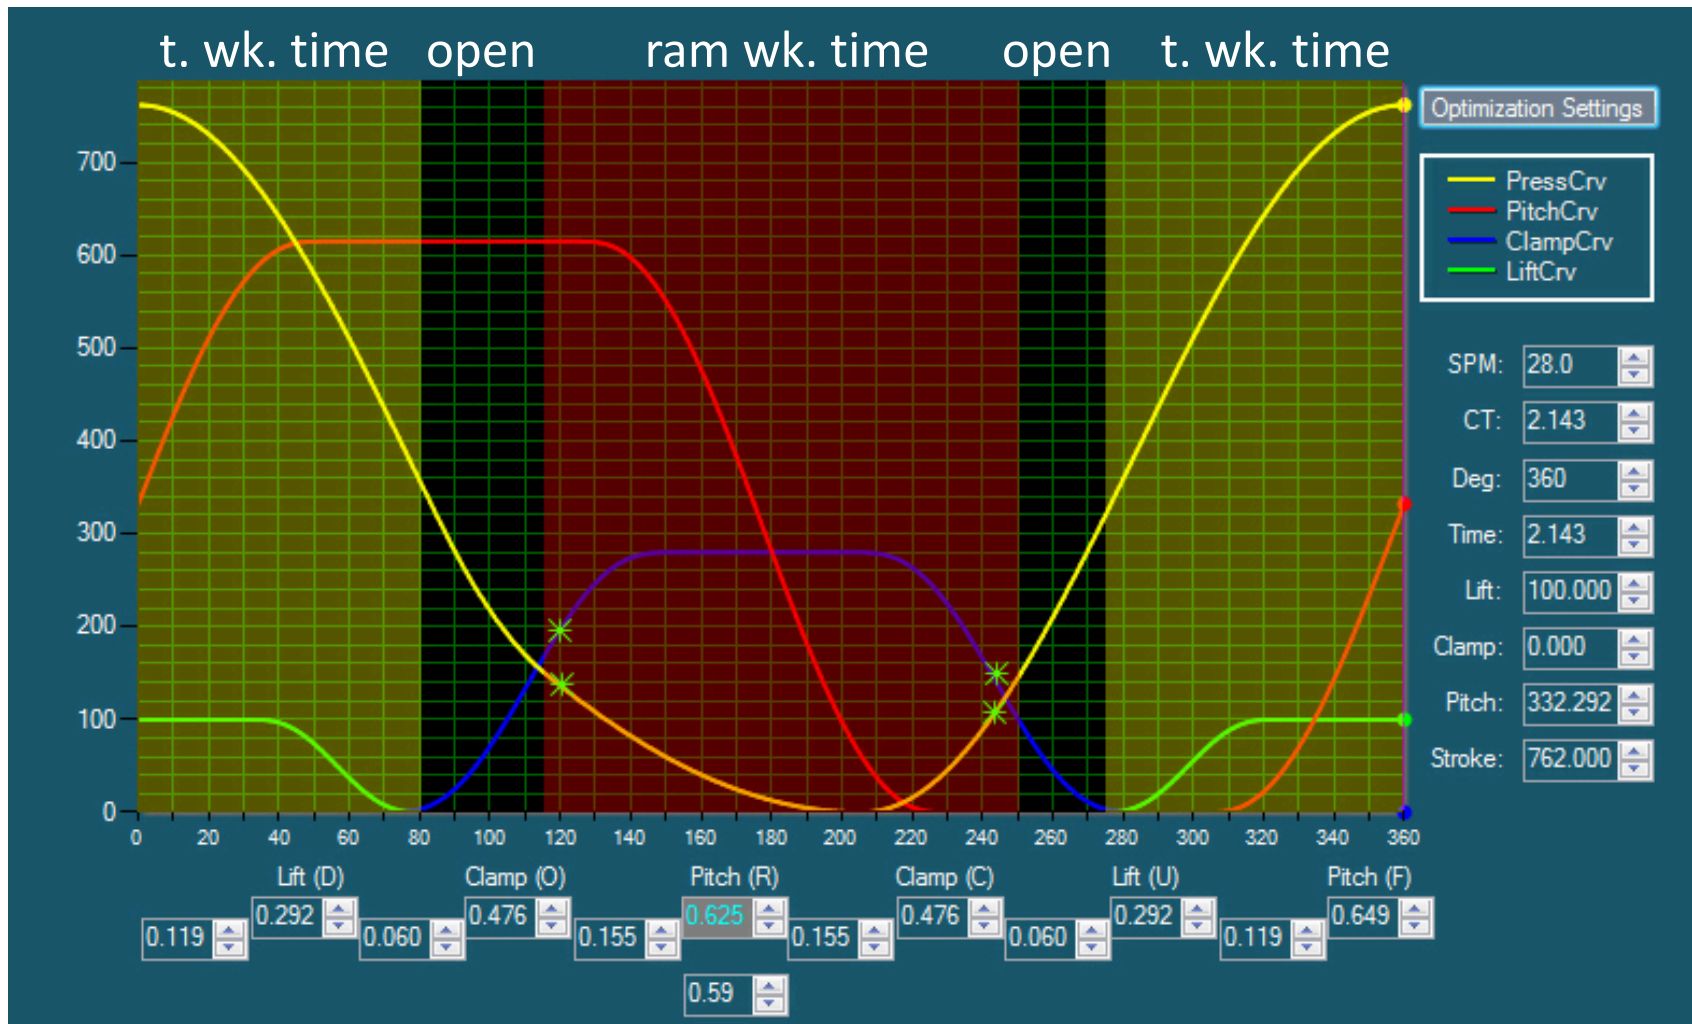 t. wk. time open ram wk. time open t. wk. time
Optimization Settings
PressCrv
PitchCrv
ClampCrv
LiftCrv
700
600
500
400
300
200
100
0
0 20 40 60 80 100 120 140 160 180 200 220 240 260 280 300 320 340 360
SPM: 28.0
CT: 2.143
Deg: 360
Time: 2.143
Lift: 100.000
Clamp: 0.000
Pitch: 332.292
Stroke: 762.000
Lift (D) Clamp (O) Pitch (R) Clamp (C) Lift (U) Pitch (F)
0.292 0.476 0.625 0.476 0.292 0.649
0.119 0.060 0.155 0.155 0.060 0.119
0.59